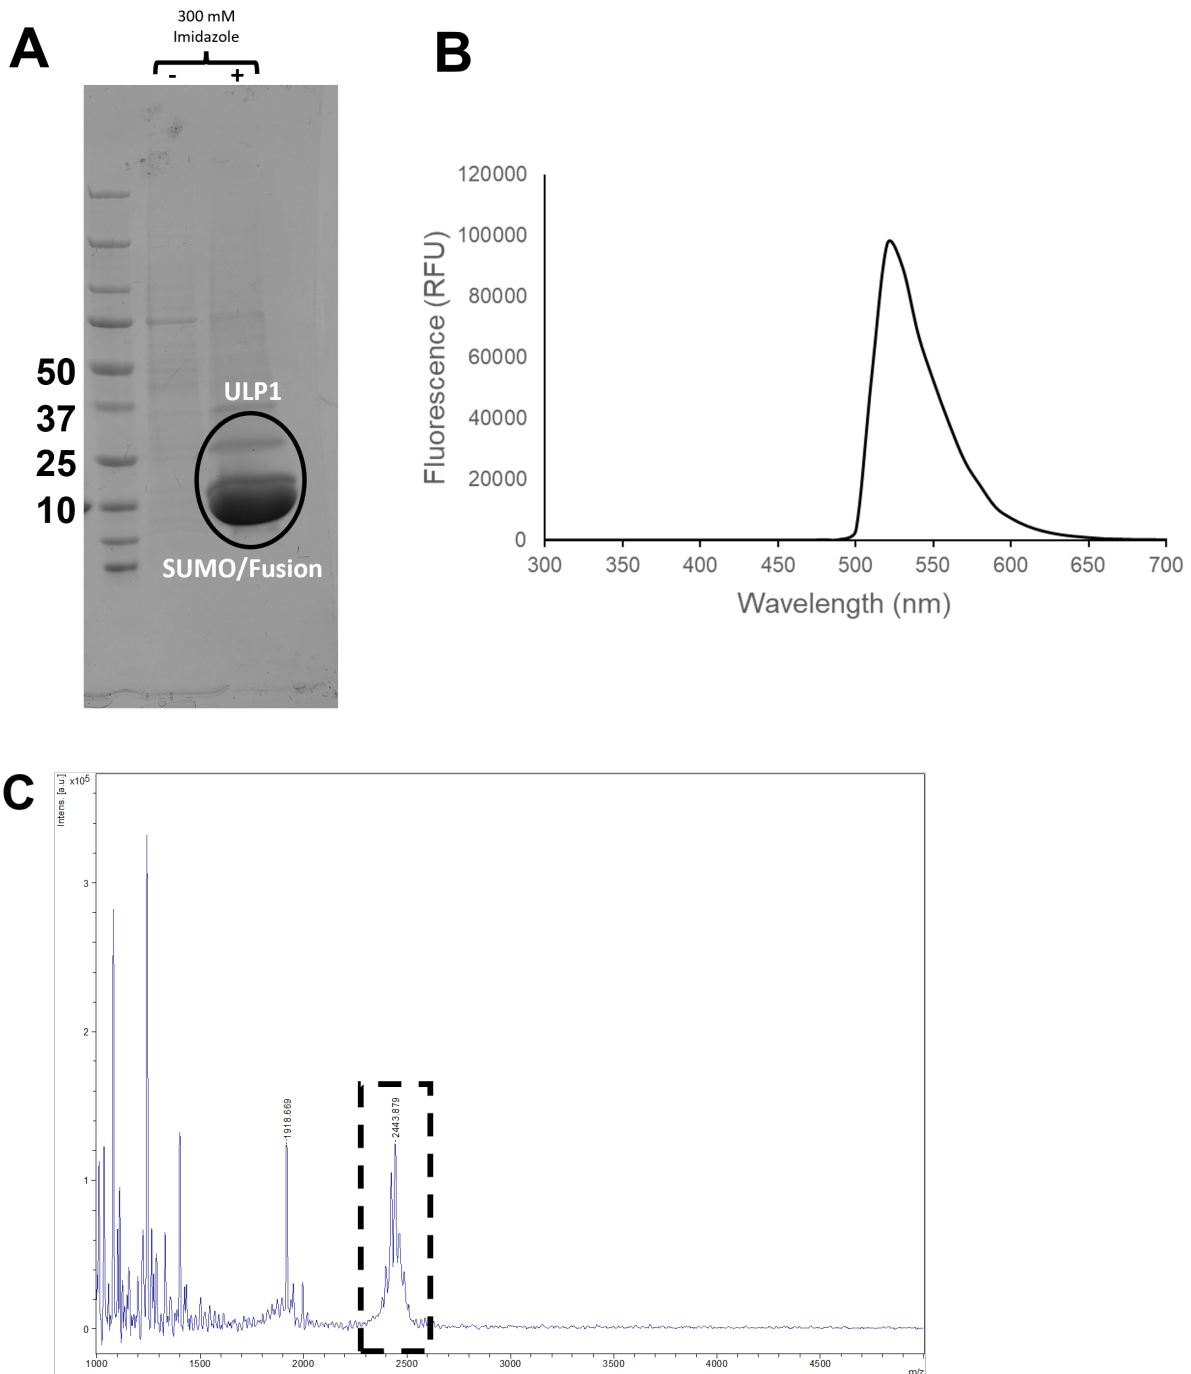 A
300 mM
Imidazole
- +
50
37
25
10
ULP1
SUMO/Fusion
B
120000
100000
80000
60000
40000
20000
0
Fluorescence (RFU)
300 350 400 450 500 550 600 650 700
Wavelength (nm)
C
Intens. [a.u.]
x10⁵
3
2
1
0
1918.669
2443.879
1000 1500 2000 2500 3000 3500 4000 4500
m/z